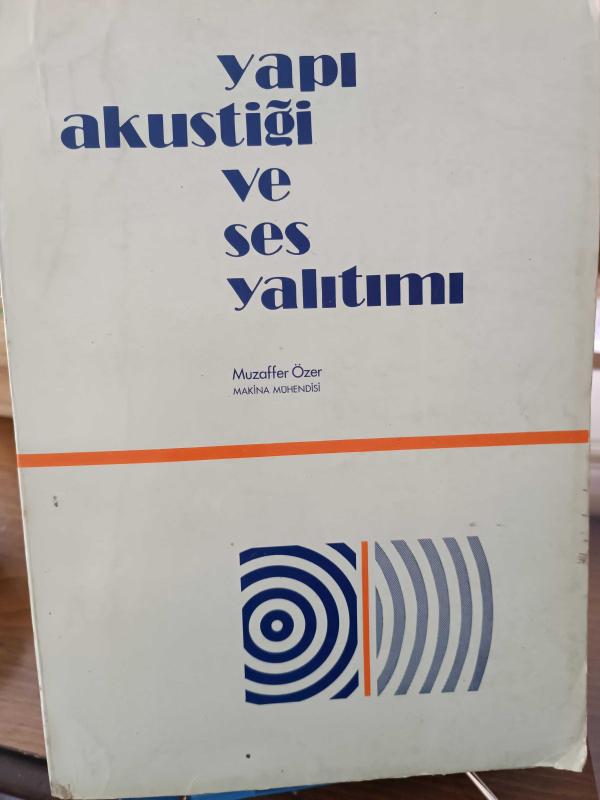 yapı
akustiği
ve
ses
yalıtımı
Muzaffer Özer
MAKİNA MÜHENDİSİ